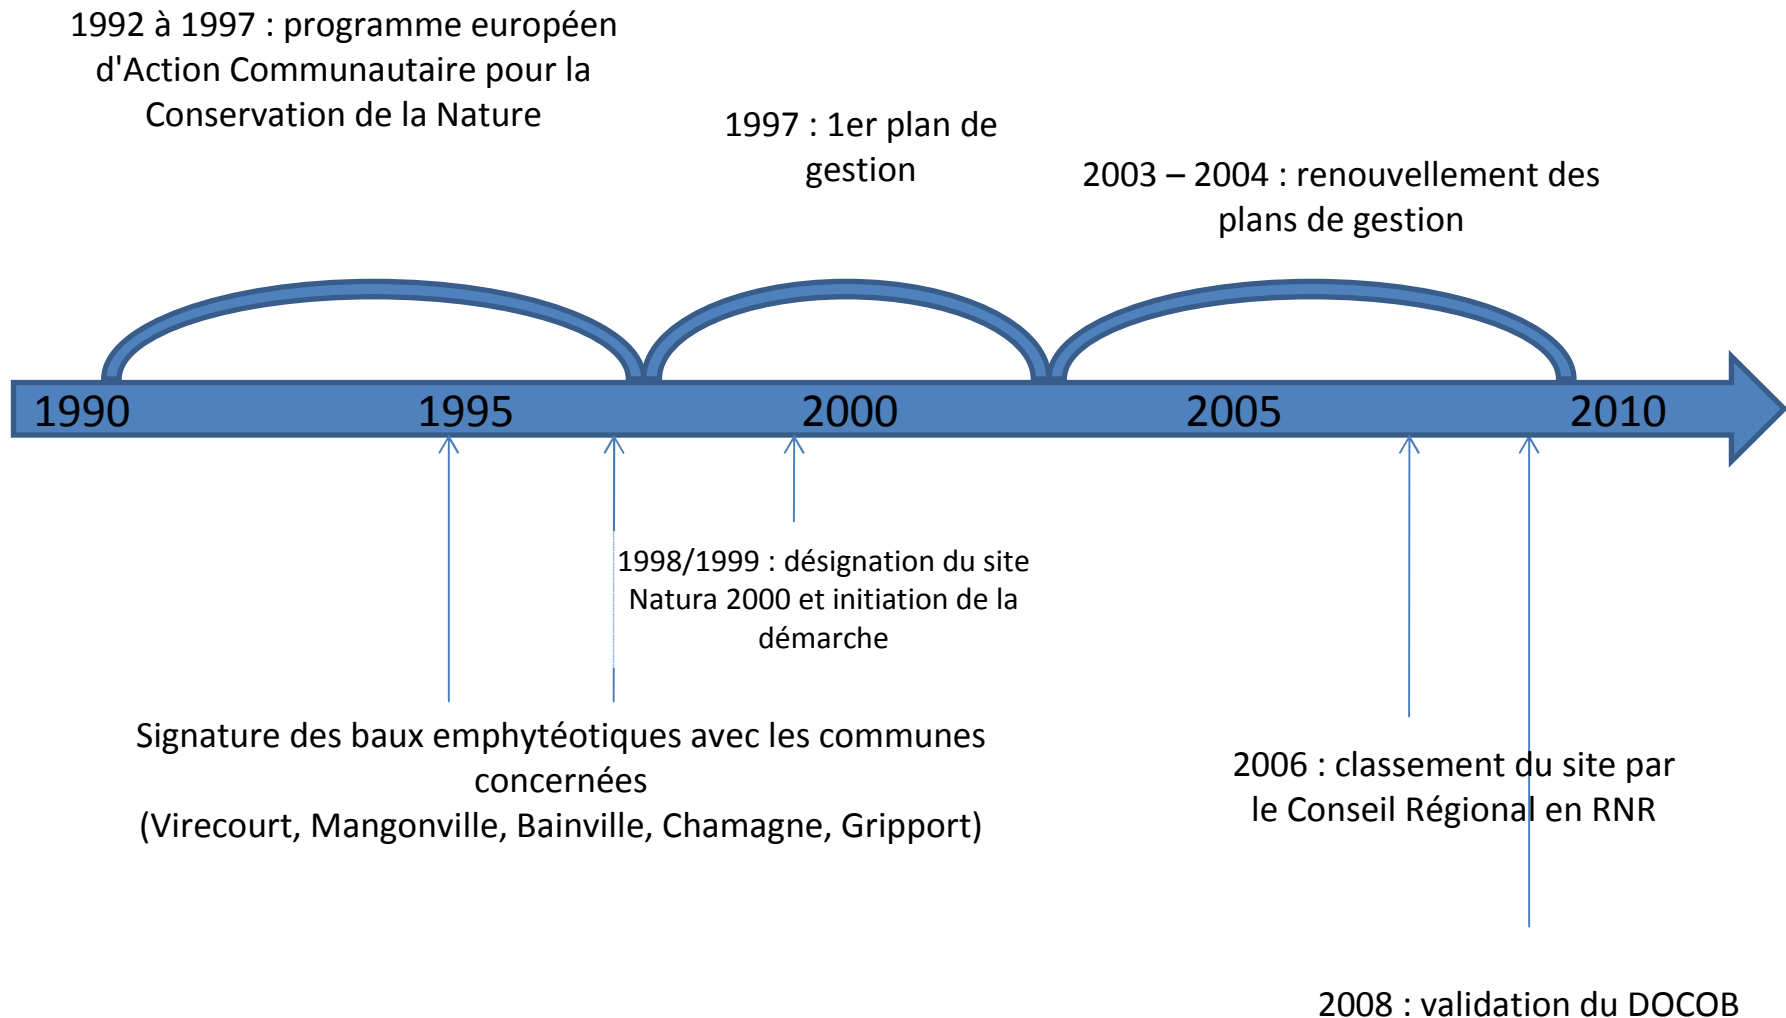 1992 à 1997 : programme européen
d'Action Communautaire pour la
Conservation de la Nature
1997 : 1er plan de
gestion
2003 – 2004 : renouvellement des
plans de gestion
1990 1995 2000 2005 2010
1998/1999 : désignation du site
Natura 2000 et initiation de la
démarche
Signature des baux emphytéotiques avec les communes
concernées
(Virecourt, Mangonville, Bainville, Chamagne, Gripport)
2006 : classement du site par
le Conseil Régional en RNR
2008 : validation du DOCOB